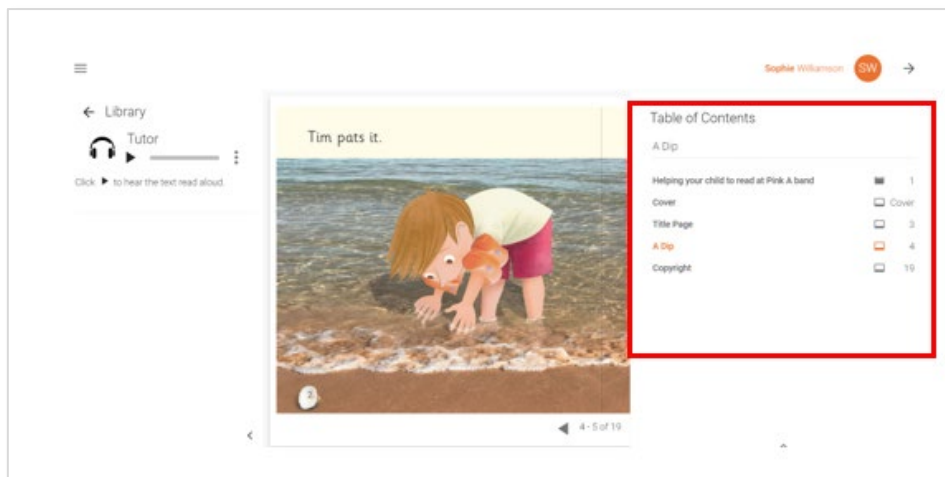 Sophie Williamson SW
Library
Tutor
Click ▶ to hear the text read aloud.
Tim pats it.
2
4 - 5 of 19
Table of Contents
A Dip
Helping your child to read at Pink A band 1
Cover Cover
Title Page 3
A Dip 4
Copyright 19